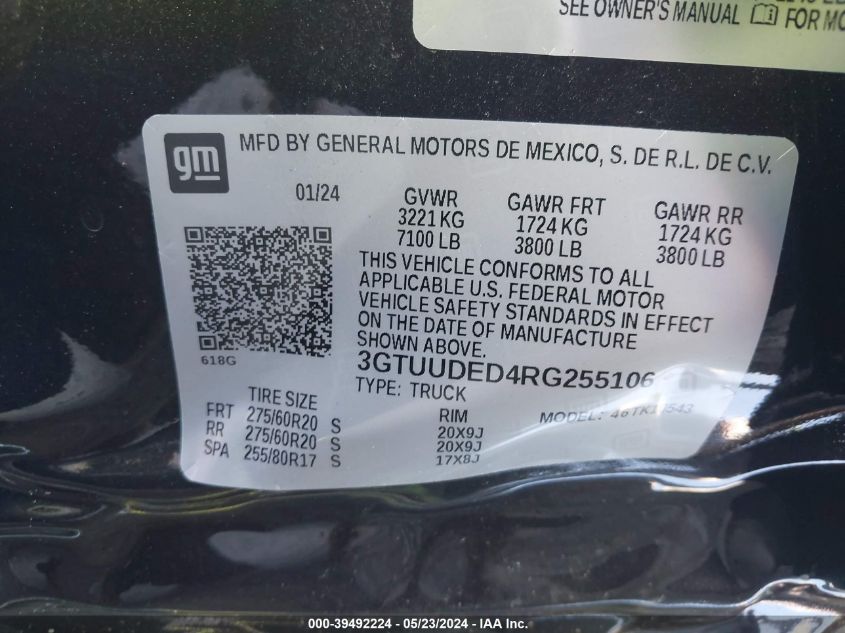 SEE OWNER'S MANUAL FOR MO
gm
MFD BY GENERAL MOTORS DE MEXICO, S. DE R.L. DE C.V.
01/24 GVWR GAWR FRT GAWR RR
3221 KG 1724 KG 1724 KG
7100 LB 3800 LB 3800 LB
THIS VEHICLE CONFORMS TO ALL
APPLICABLE U.S. FEDERAL MOTOR
VEHICLE SAFETY STANDARDS IN EFFECT
ON THE DATE OF MANUFACTURE
SHOWN ABOVE.
618G
3GTUUDED4RG255106
TYPE: TRUCK
TIRE SIZE RIM MODEL:
FRT 275/60R20 S 20X9J
RR 275/60R20 S 20X9J
SPA 255/80R17 S 17X8J
000-39492224 - 05/23/2024 - IAA Inc.